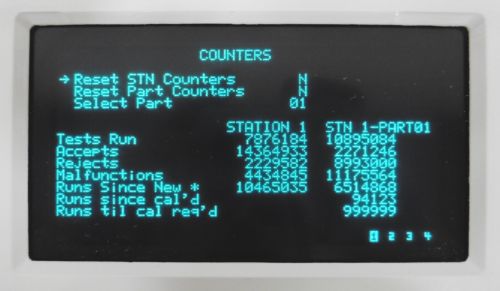 COUNTERS
→ Reset STN Counters N
Reset Part Counters N
Select Part 01
STATION 1 STN 1-PART01
Tests Run 7876184 10895084
Accepts 14364933 2271246
Rejects 2229582 8993000
Malfunctions 4434845 11175564
Runs Since New * 10465035 6514868
Runs since cal'd 94123
Runs til cal req'd 999999
1 2 3 4